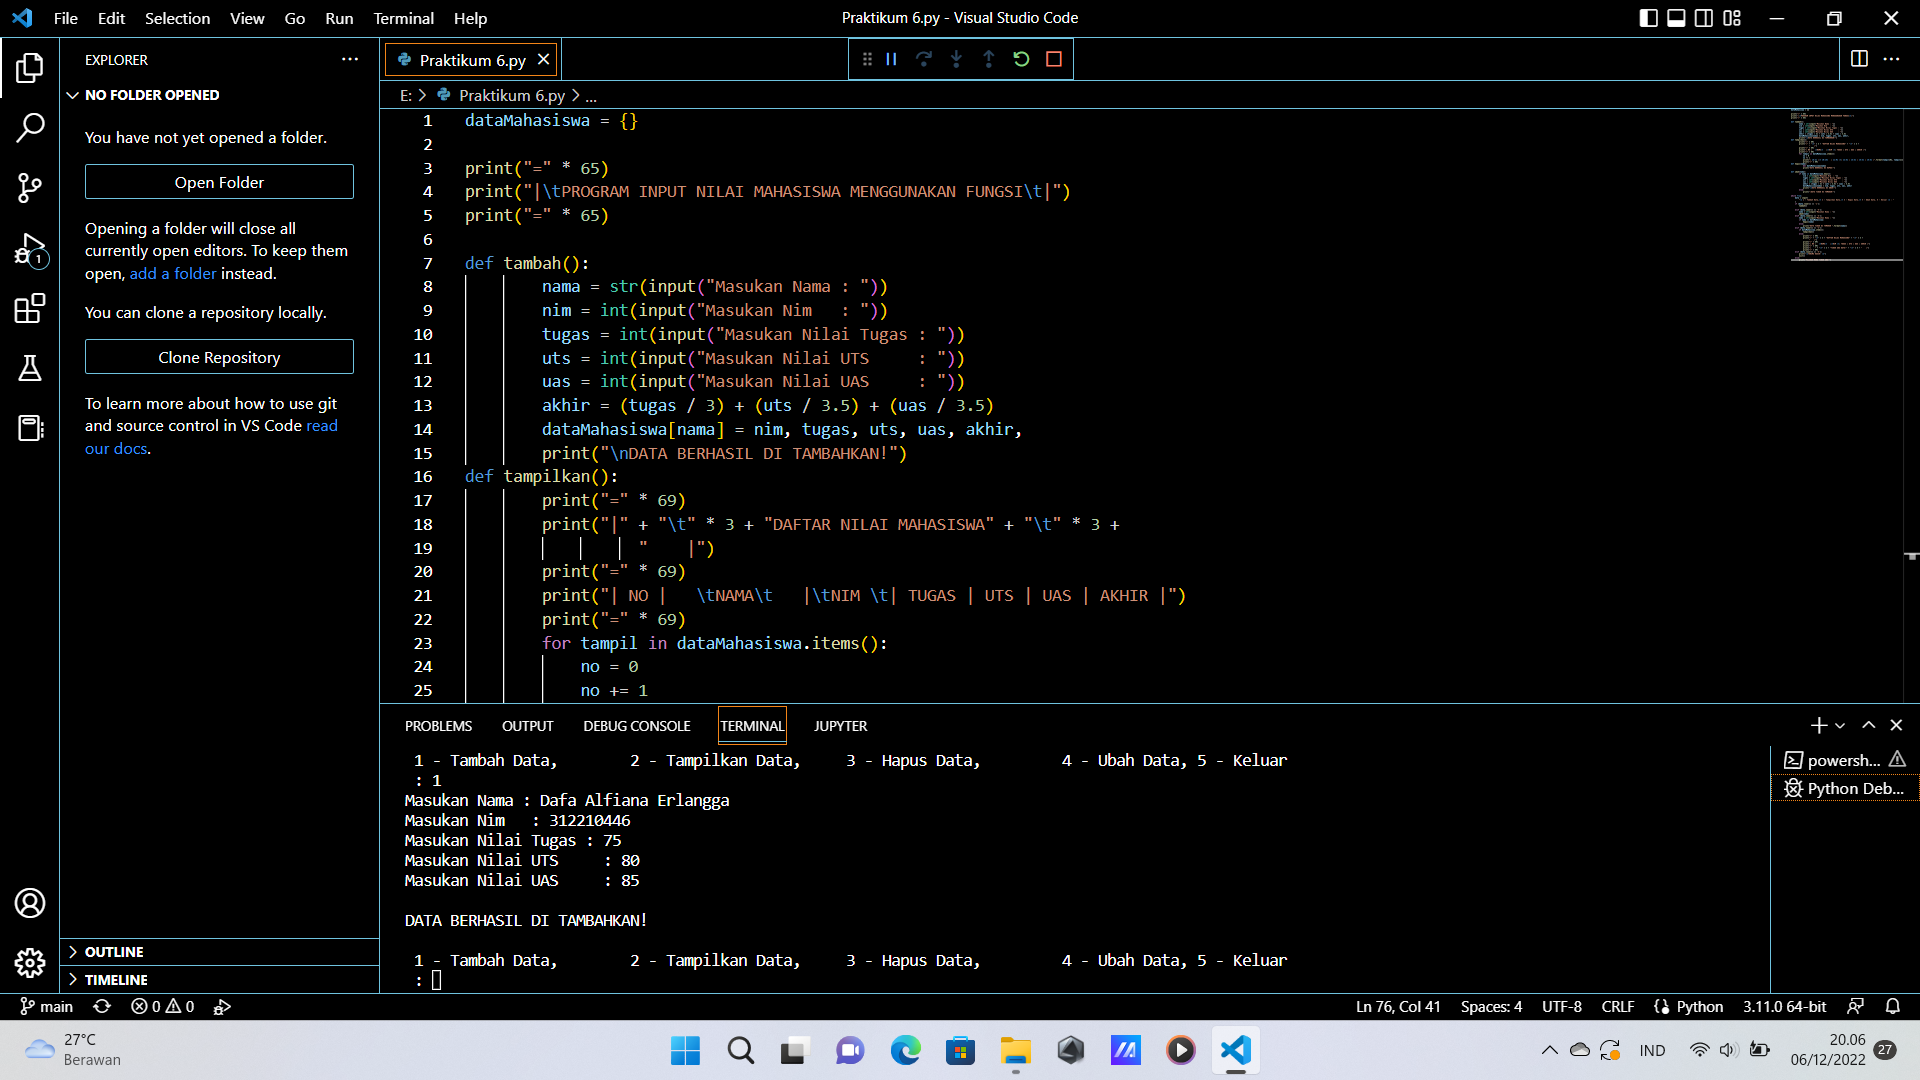 File Edit Selection View Go Run Terminal Help
Praktikum 6.py - Visual Studio Code
EXPLORER
NO FOLDER OPENED
You have not yet opened a folder.
Open Folder
Opening a folder will close all
currently open editors. To keep them
open, add a folder instead.
You can clone a repository locally.
Clone Repository
To learn more about how to use git
and source control in VS Code read
our docs.
OUTLINE
TIMELINE
1
Praktikum 6.py
E: > Praktikum 6.py > ...
1 dataMahasiswa = {}
2
3 print("=" * 65)
4 print("|\tPROGRAM INPUT NILAI MAHASISWA MENGGUNAKAN FUNGSI\t|")
5 print("=" * 65)
6
7 def tambah():
8         nama = str(input("Masukan Nama : "))
9         nim = int(input("Masukan Nim   : "))
10         tugas = int(input("Masukan Nilai Tugas : "))
11         uts = int(input("Masukan Nilai UTS     : "))
12         uas = int(input("Masukan Nilai UAS     : "))
13         akhir = (tugas / 3) + (uts / 3.5) + (uas / 3.5)
14         dataMahasiswa[nama] = nim, tugas, uts, uas, akhir,
15         print("\nDATA BERHASIL DI TAMBAHKAN!")
16 def tampilkan():
17         print("=" * 69)
18         print("|" + "\t" * 3 + "DAFTAR NILAI MAHASISWA" + "\t" * 3 +
19                   "    |")
20         print("=" * 69)
21         print("| NO |   \tNAMA\t   |\tNIM \t| TUGAS | UTS | UAS | AKHIR |")
22         print("=" * 69)
23         for tampil in dataMahasiswa.items():
24             no = 0
25             no += 1
PROBLEMS OUTPUT DEBUG CONSOLE TERMINAL JUPYTER
1 - Tambah Data,        2 - Tampilkan Data,     3 - Hapus Data,         4 - Ubah Data, 5 - Keluar
: 1
Masukan Nama : Dafa Alfiana Erlangga
Masukan Nim   : 312210446
Masukan Nilai Tugas : 75
Masukan Nilai UTS     : 80
Masukan Nilai UAS     : 85
DATA BERHASIL DI TAMBAHKAN!
1 - Tambah Data,        2 - Tampilkan Data,     3 - Hapus Data,         4 - Ubah Data, 5 - Keluar
:
powersh...
Python Deb...
main 0 0
Ln 76, Col 41 Spaces: 4 UTF-8 CRLF Python 3.11.0 64-bit
27°C
Berawan
IND
20.06
06/12/2022
27